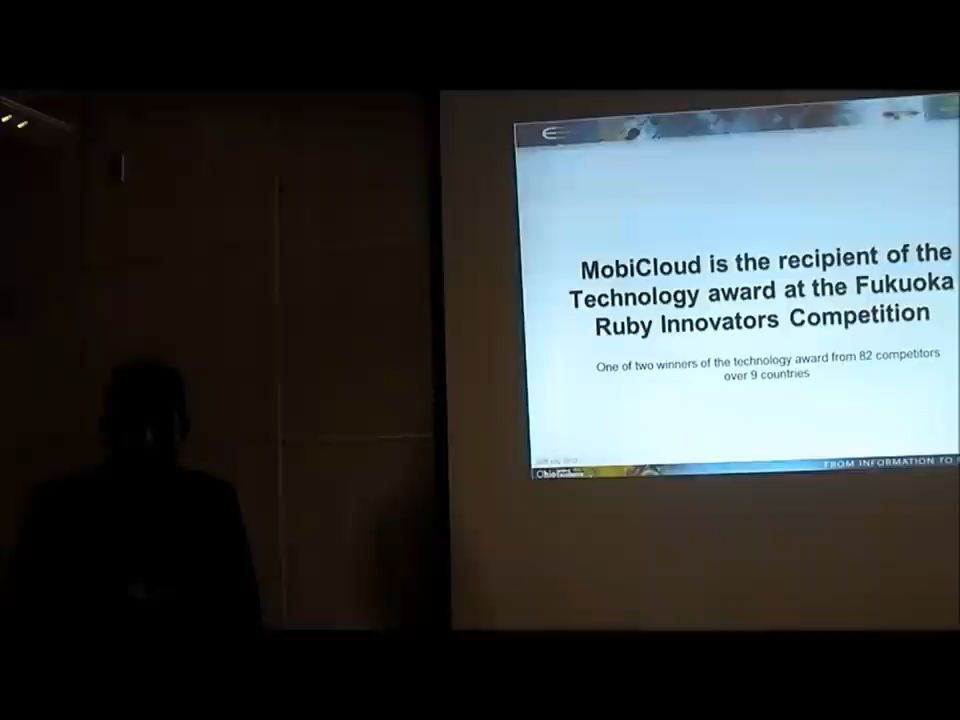 MobiCloud is the recipient of the
Technology award at the Fukuoka
Ruby Innovators Competition
One of two winners of the technology award from 82 competitors
over 9 countries
FROM INFORMATION TO